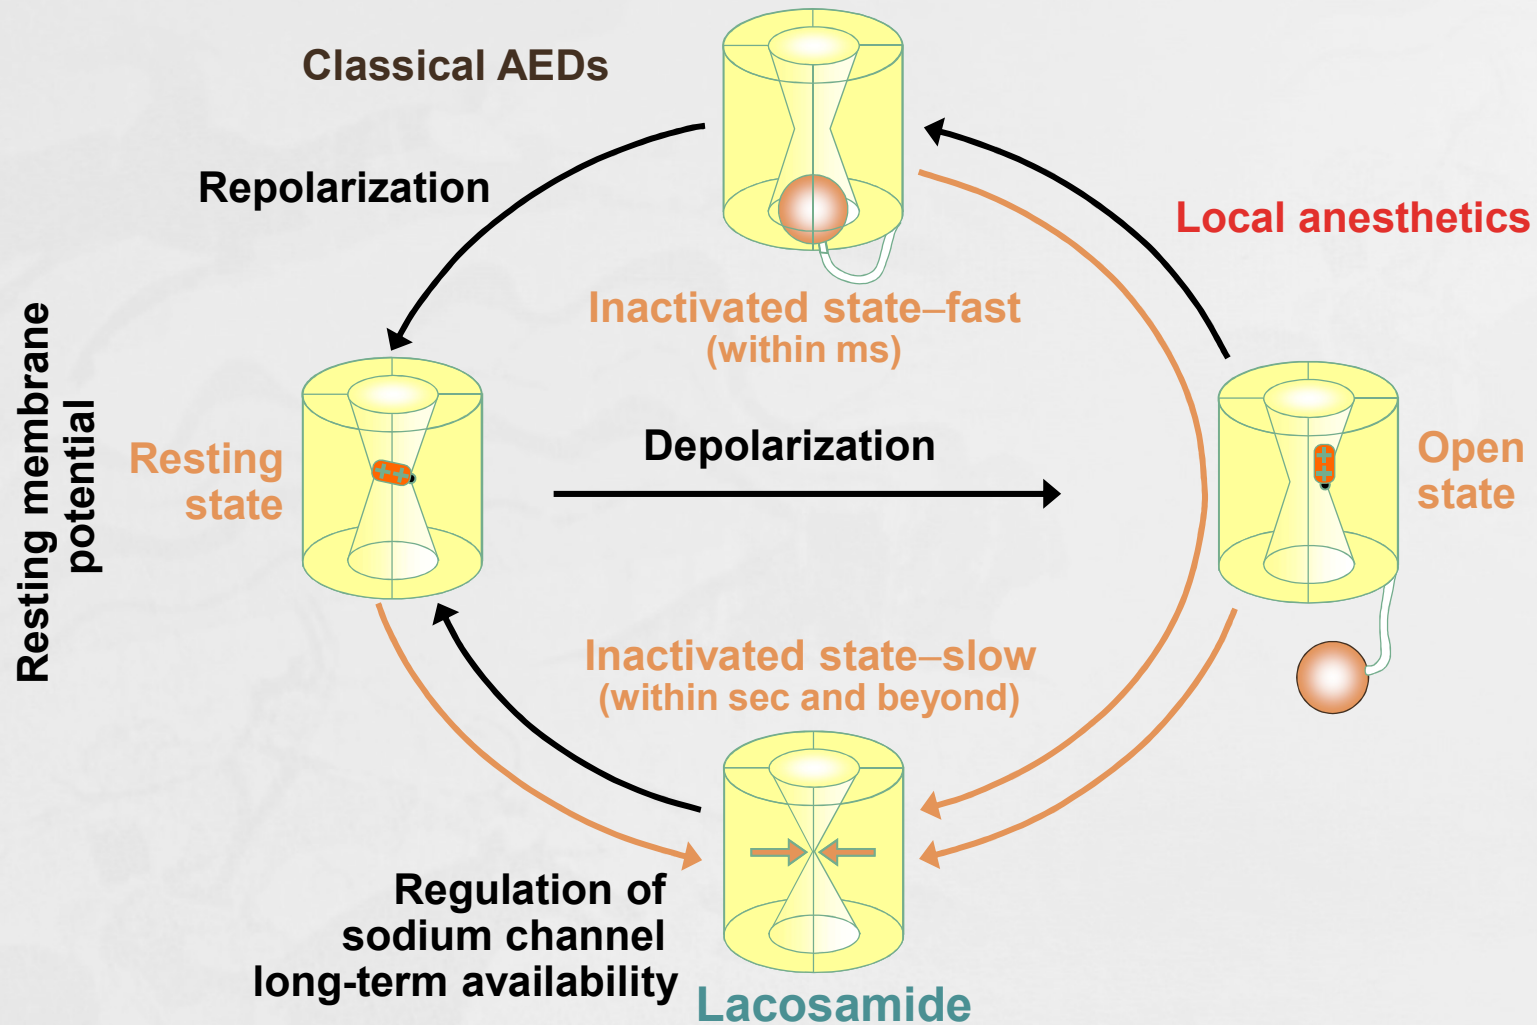 Classical AEDs
Repolarization
Local anesthetics
Inactivated state–fast
(within ms)
Resting membrane
potential
Resting
state
Depolarization
Open
state
Inactivated state–slow
(within sec and beyond)
Regulation of
sodium channel
long-term availability
Lacosamide